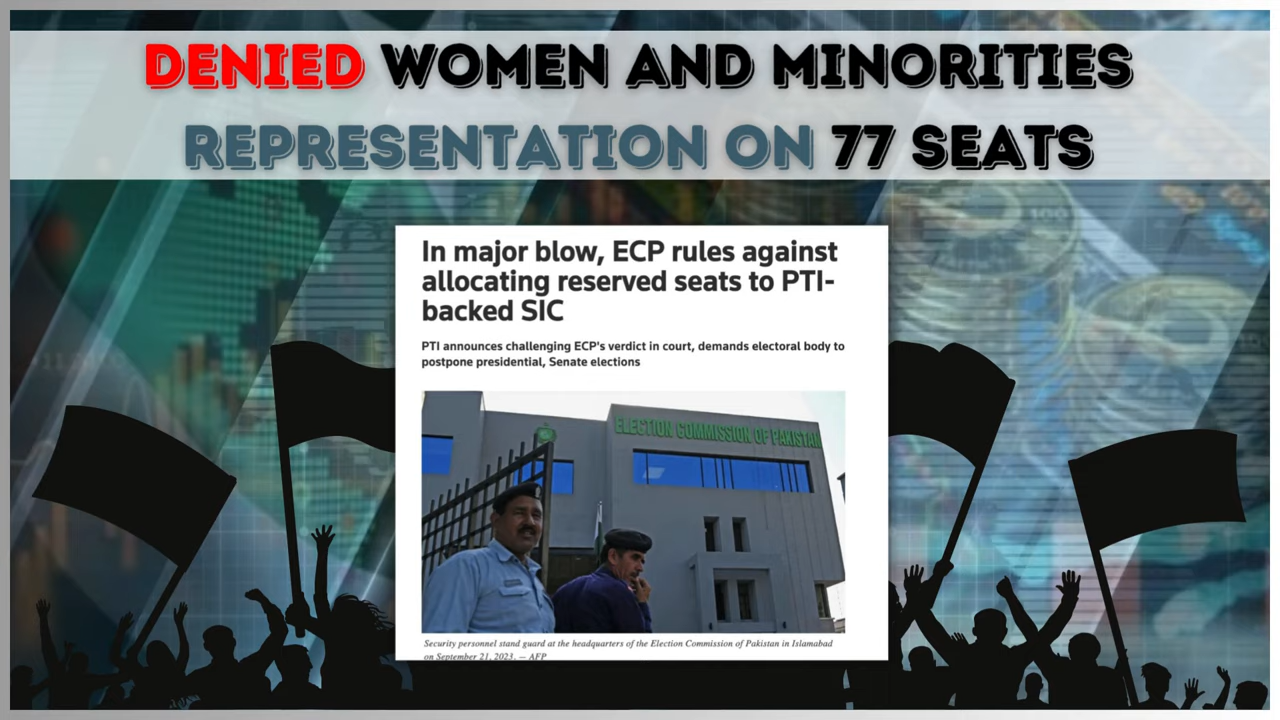 DENIED WOMEN AND MINORITIES
REPRESENTATION ON 77 SEATS
In major blow, ECP rules against
allocating reserved seats to PTI-
backed SIC
PTI announces challenging ECP's verdict in court, demands electoral body to
postpone presidential, Senate elections
ELECTION COMMISSION OF PAKISTAN
Security personnel stand guard at the headquarters of the Election Commission of Pakistan in Islamabad
on September 21, 2023. — AFP